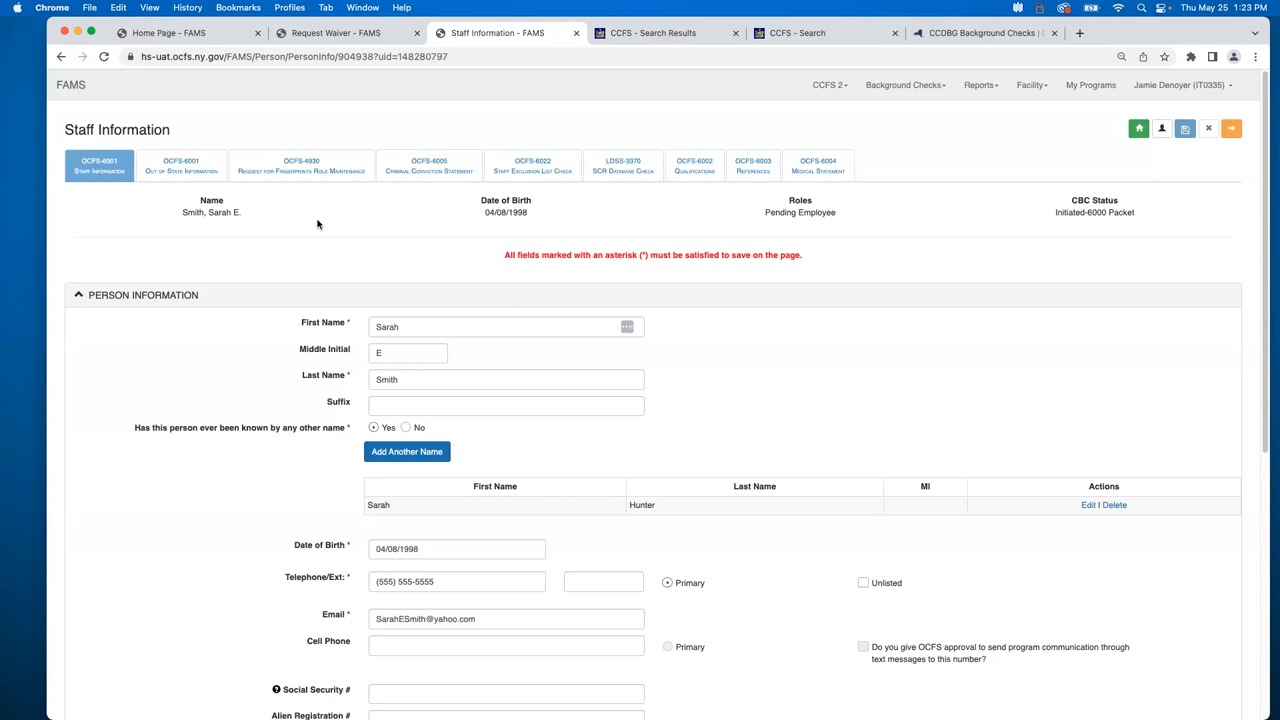 Chrome File Edit View History Bookmarks Profiles Tab Window Help Thu May 25 1:23 PM
Home Page - FAMS × Request Waiver - FAMS × Staff Information - FAMS × CCFS - Search Results × CCFS - Search × CCDBG Background Checks | × +
hs-uat.ocfs.ny.gov/FAMS/Person/PersonInfo/904938?uid=148280797
FAMS CCFS 2 Background Checks Reports Facility My Programs Jamie Denoyer (IT0335)
Staff Information
OCFS-6001 OCFS-6001 OCFS-4930 OCFS-6005 OCFS-6022 LDSS-3370 OCFS-6002 OCFS-6003 OCFS-6004
Staff Information Out of State Information Request for Fingerprints Role Maintenance Criminal Conviction Statement Staff Exclusion List Check SCR Database Check Qualifications References Medical Statement
Name Date of Birth Roles CBC Status
Smith, Sarah E. 04/08/1998 Pending Employee Initiated-6000 Packet
All fields marked with an asterisk (*) must be satisfied to save on the page.
PERSON INFORMATION
First Name * Sarah
Middle Initial E
Last Name * Smith
Suffix
Has this person ever been known by any other name * Yes No
Add Another Name
First Name Last Name MI Actions
Sarah Hunter Edit | Delete
Date of Birth * 04/08/1998
Telephone/Ext: * (555) 555-5555 Primary Unlisted
Email * SarahESmith@yahoo.com
Cell Phone Primary Do you give OCFS approval to send program communication through
text messages to this number?
Social Security #
Alien Registration #